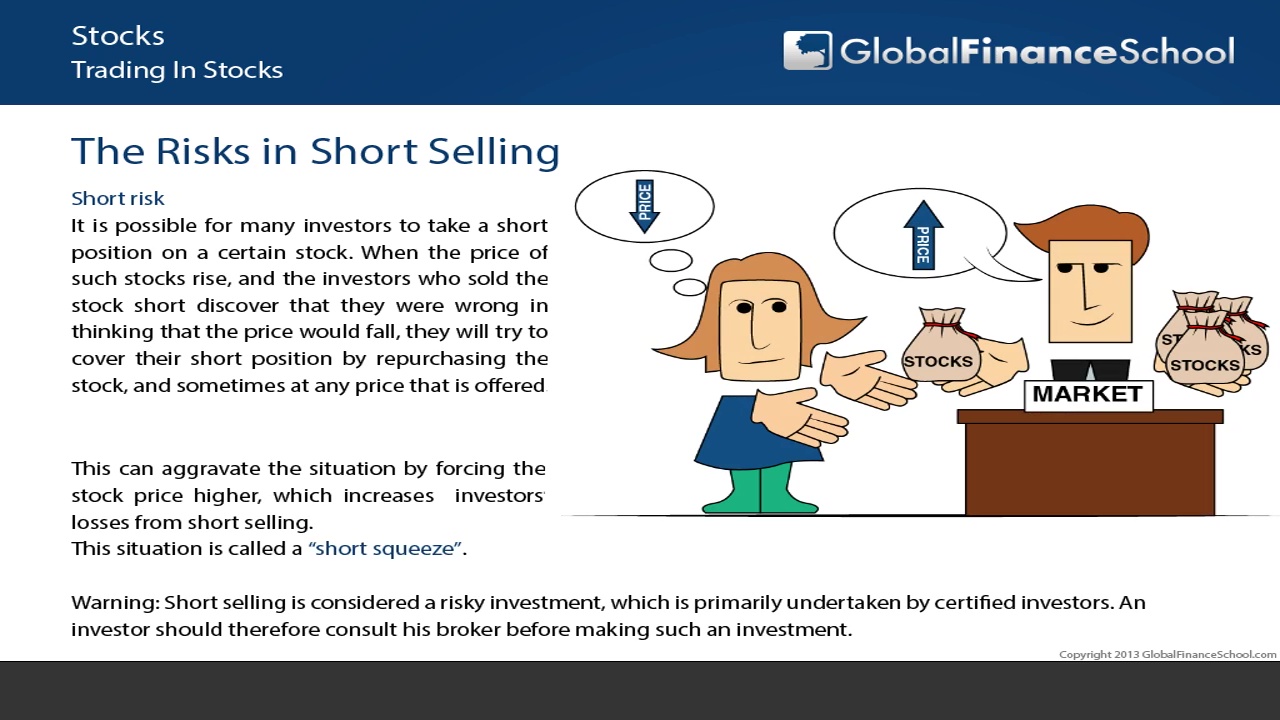 Stocks
Trading In Stocks
GlobalFinanceSchool
The Risks in Short Selling
Short risk
It is possible for many investors to take a short
position on a certain stock. When the price of
such stocks rise, and the investors who sold the
stock short discover that they were wrong in
thinking that the price would fall, they will try to
cover their short position by repurchasing the
stock, and sometimes at any price that is offered.
This can aggravate the situation by forcing the
stock price higher, which increases investors'
losses from short selling.
This situation is called a “short squeeze”.
Warning: Short selling is considered a risky investment, which is primarily undertaken by certified investors. An
investor should therefore consult his broker before making such an investment.
PRICE
PRICE
STOCKS
MARKET
ST
KS
STOCKS
Copyright 2013 GlobalFinanceSchool.com